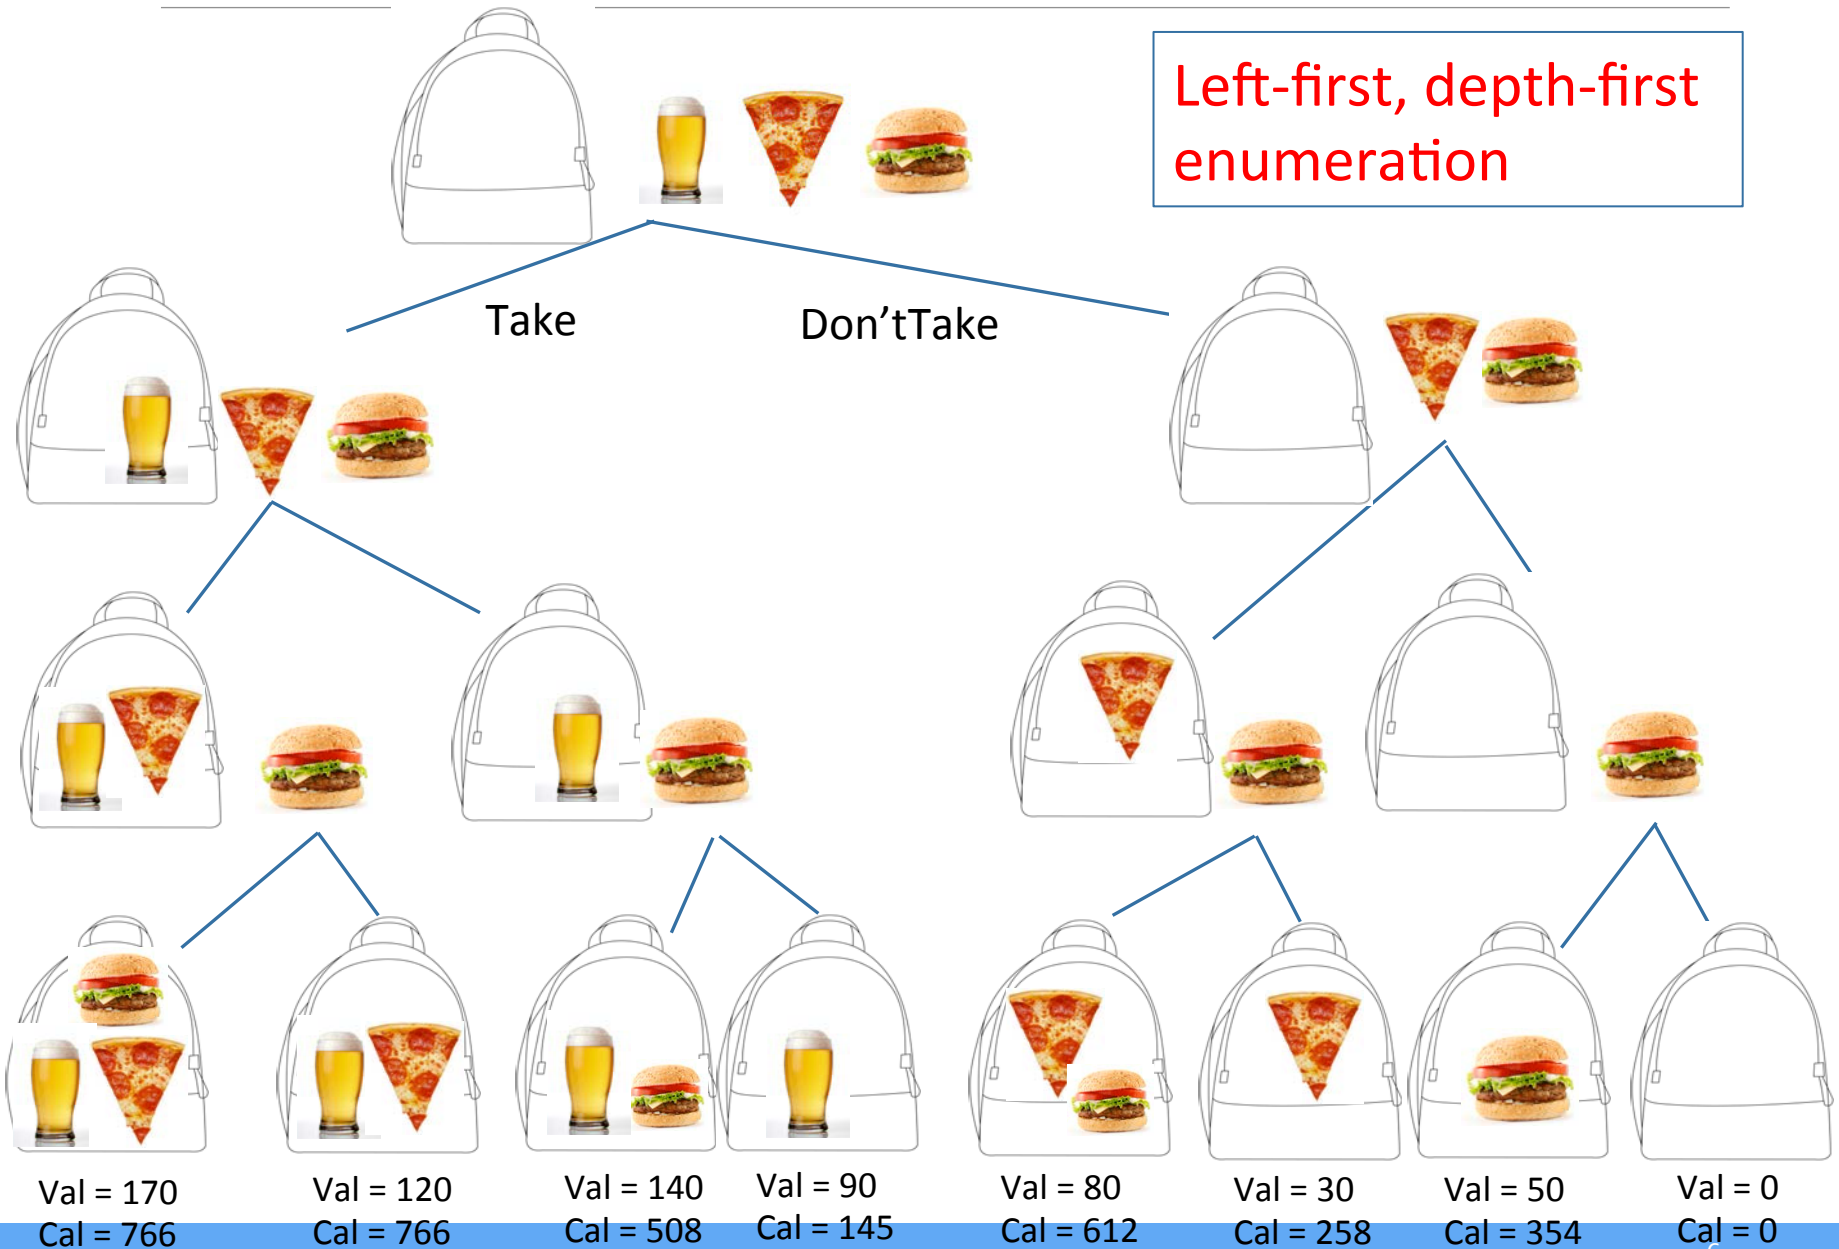 Left-first, depth-first
enumeration
Take
Don'tTake
Val = 170
Cal = 766
Val = 120
Cal = 766
Val = 140
Cal = 508
Val = 90
Cal = 145
Val = 80
Cal = 612
Val = 30
Cal = 258
Val = 50
Cal = 354
Val = 0
Cal = 0